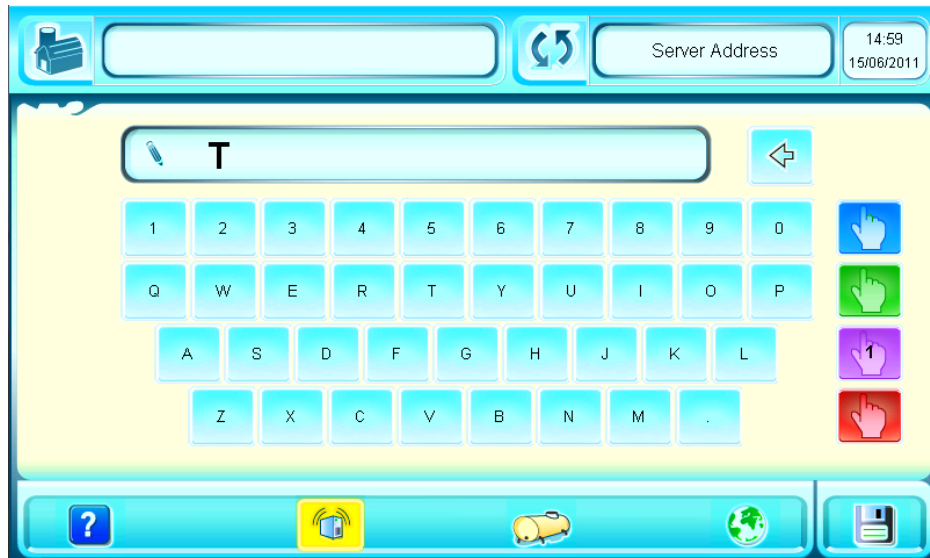 Server Address
14:59
15/06/2011
T
1 2 3 4 5 6 7 8 9 0
Q W E R T Y U I O P
A S D F G H J K L
1
Z X C V B N M .
?